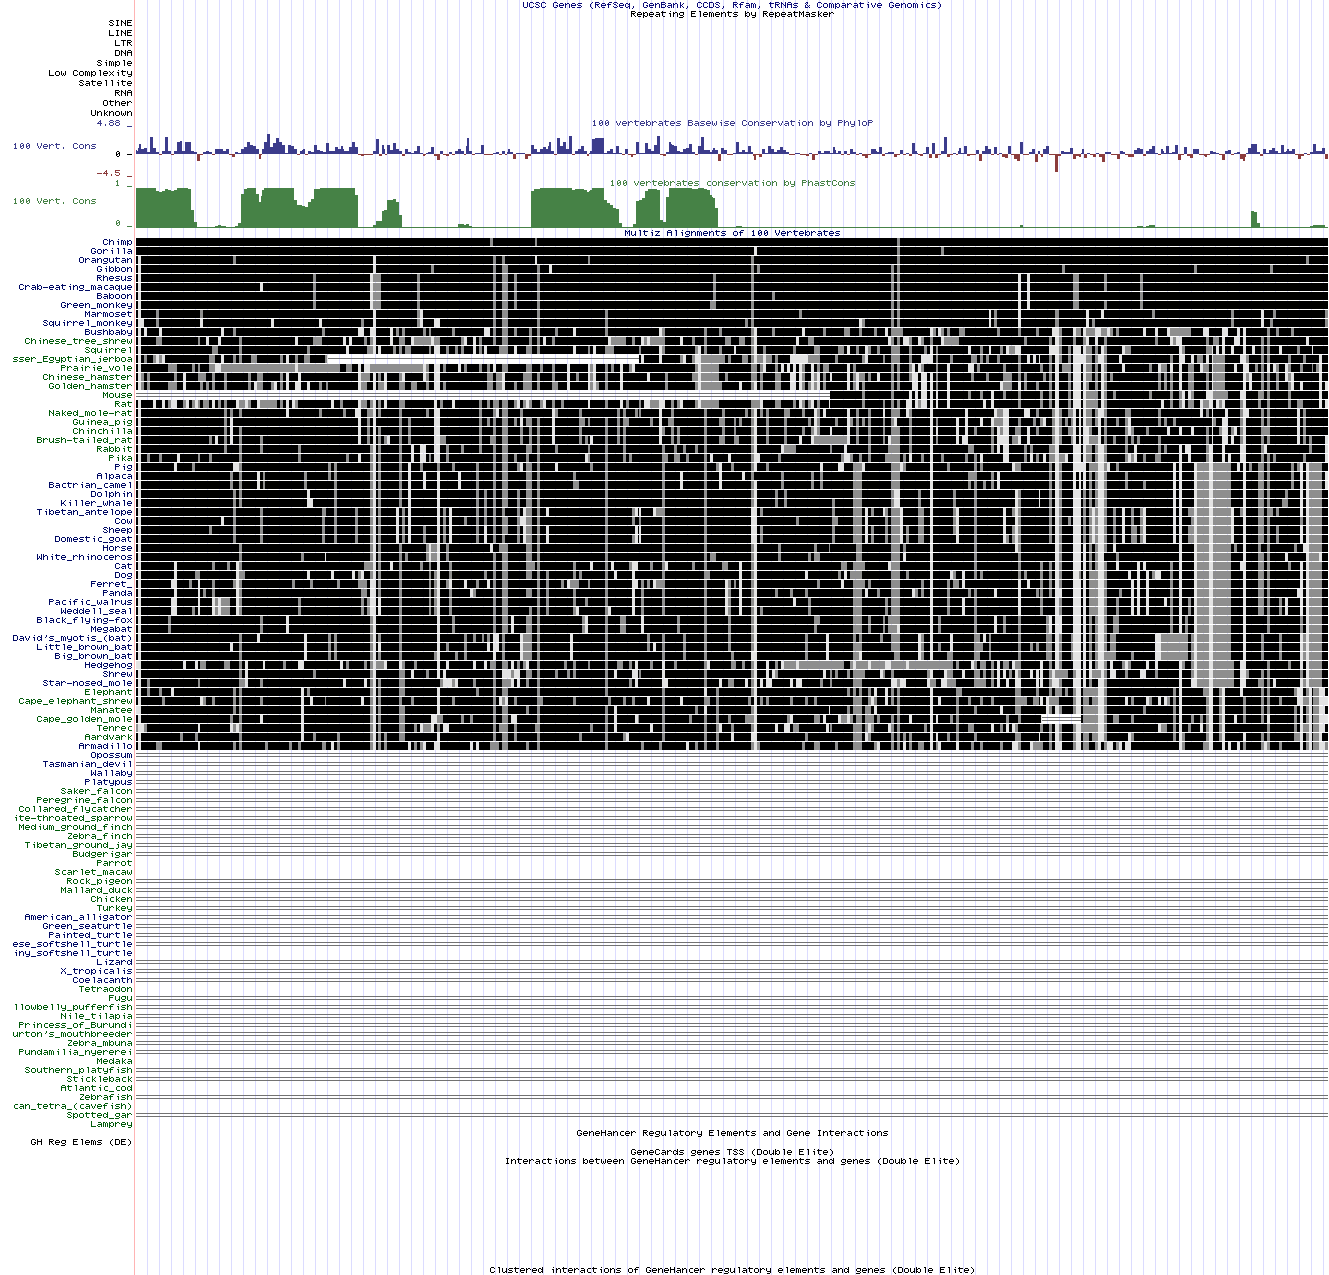 UCSC Genes (RefSeq, GenBank, CCDS, Rfam, tRNAs & Comparative Genomics)
Repeating Elements by RepeatMasker
SINE
LINE
LTR
DNA
Simple
Low Complexity
Satellite
RNA
Other
Unknown
4.88 _
100 vertebrates Basewise Conservation by PhyloP
100 Vert. Cons
0 _
-4.5 _
1 _
100 vertebrates conservation by PhastCons
100 Vert. Cons
0 _
Multiz Alignments of 100 Vertebrates
Chimp
Gorilla
Orangutan
Gibbon
Rhesus
Crab-eating_macaque
Baboon
Green_monkey
Marmoset
Squirrel_monkey
Bushbaby
Chinese_tree_shrew
Squirrel
sser_Egyptian_jerboa
Prairie_vole
Chinese_hamster
Golden_hamster
Mouse
Rat
Naked_mole-rat
Guinea_pig
Chinchilla
Brush-tailed_rat
Rabbit
Pika
Pig
Alpaca
Bactrian_camel
Dolphin
Killer_whale
Tibetan_antelope
Cow
Sheep
Domestic_goat
Horse
White_rhinoceros
Cat
Dog
Ferret_
Panda
Pacific_walrus
Weddell_seal
Black_flying-fox
Megabat
David's_myotis_(bat)
Little_brown_bat
Big_brown_bat
Hedgehog
Shrew
Star-nosed_mole
Elephant
Cape_elephant_shrew
Manatee
Cape_golden_mole
Tenrec
Aardvark
Armadillo
Opossum
Tasmanian_devil
Wallaby
Platypus
Saker_falcon
Peregrine_falcon
Collared_flycatcher
ite-throated_sparrow
Medium_ground_finch
Zebra_finch
Tibetan_ground_jay
Budgerigar
Parrot
Scarlet_macaw
Rock_pigeon
Mallard_duck
Chicken
Turkey
American_alligator
Green_seaturtle
Painted_turtle
ese_softshell_turtle
iny_softshell_turtle
Lizard
X_tropicalis
Coelacanth
Tetraodon
Fugu
llowbelly_pufferfish
Nile_tilapia
Princess_of_Burundi
urton's_mouthbreeder
Zebra_mbuna
Pundamilia_nyererei
Medaka
Southern_platyfish
Stickleback
Atlantic_cod
Zebrafish
can_tetra_(cavefish)
Spotted_gar
Lamprey
GeneHancer Regulatory Elements and Gene Interactions
GH Reg Elems (DE)
GeneCards genes TSS (Double Elite)
Interactions between GeneHancer regulatory elements and genes (Double Elite)
Clustered interactions of GeneHancer regulatory elements and genes (Double Elite)